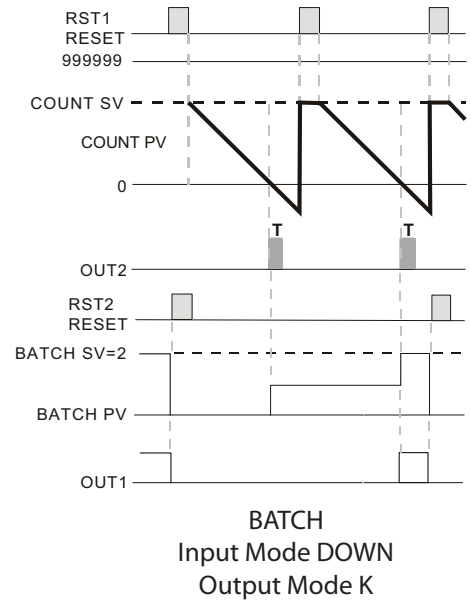 RST1
RESET
999999
COUNT SV
COUNT PV
0
T T
OUT2
RST2
RESET
BATCH SV=2
BATCH PV
OUT1
BATCH
Input Mode DOWN
Output Mode K